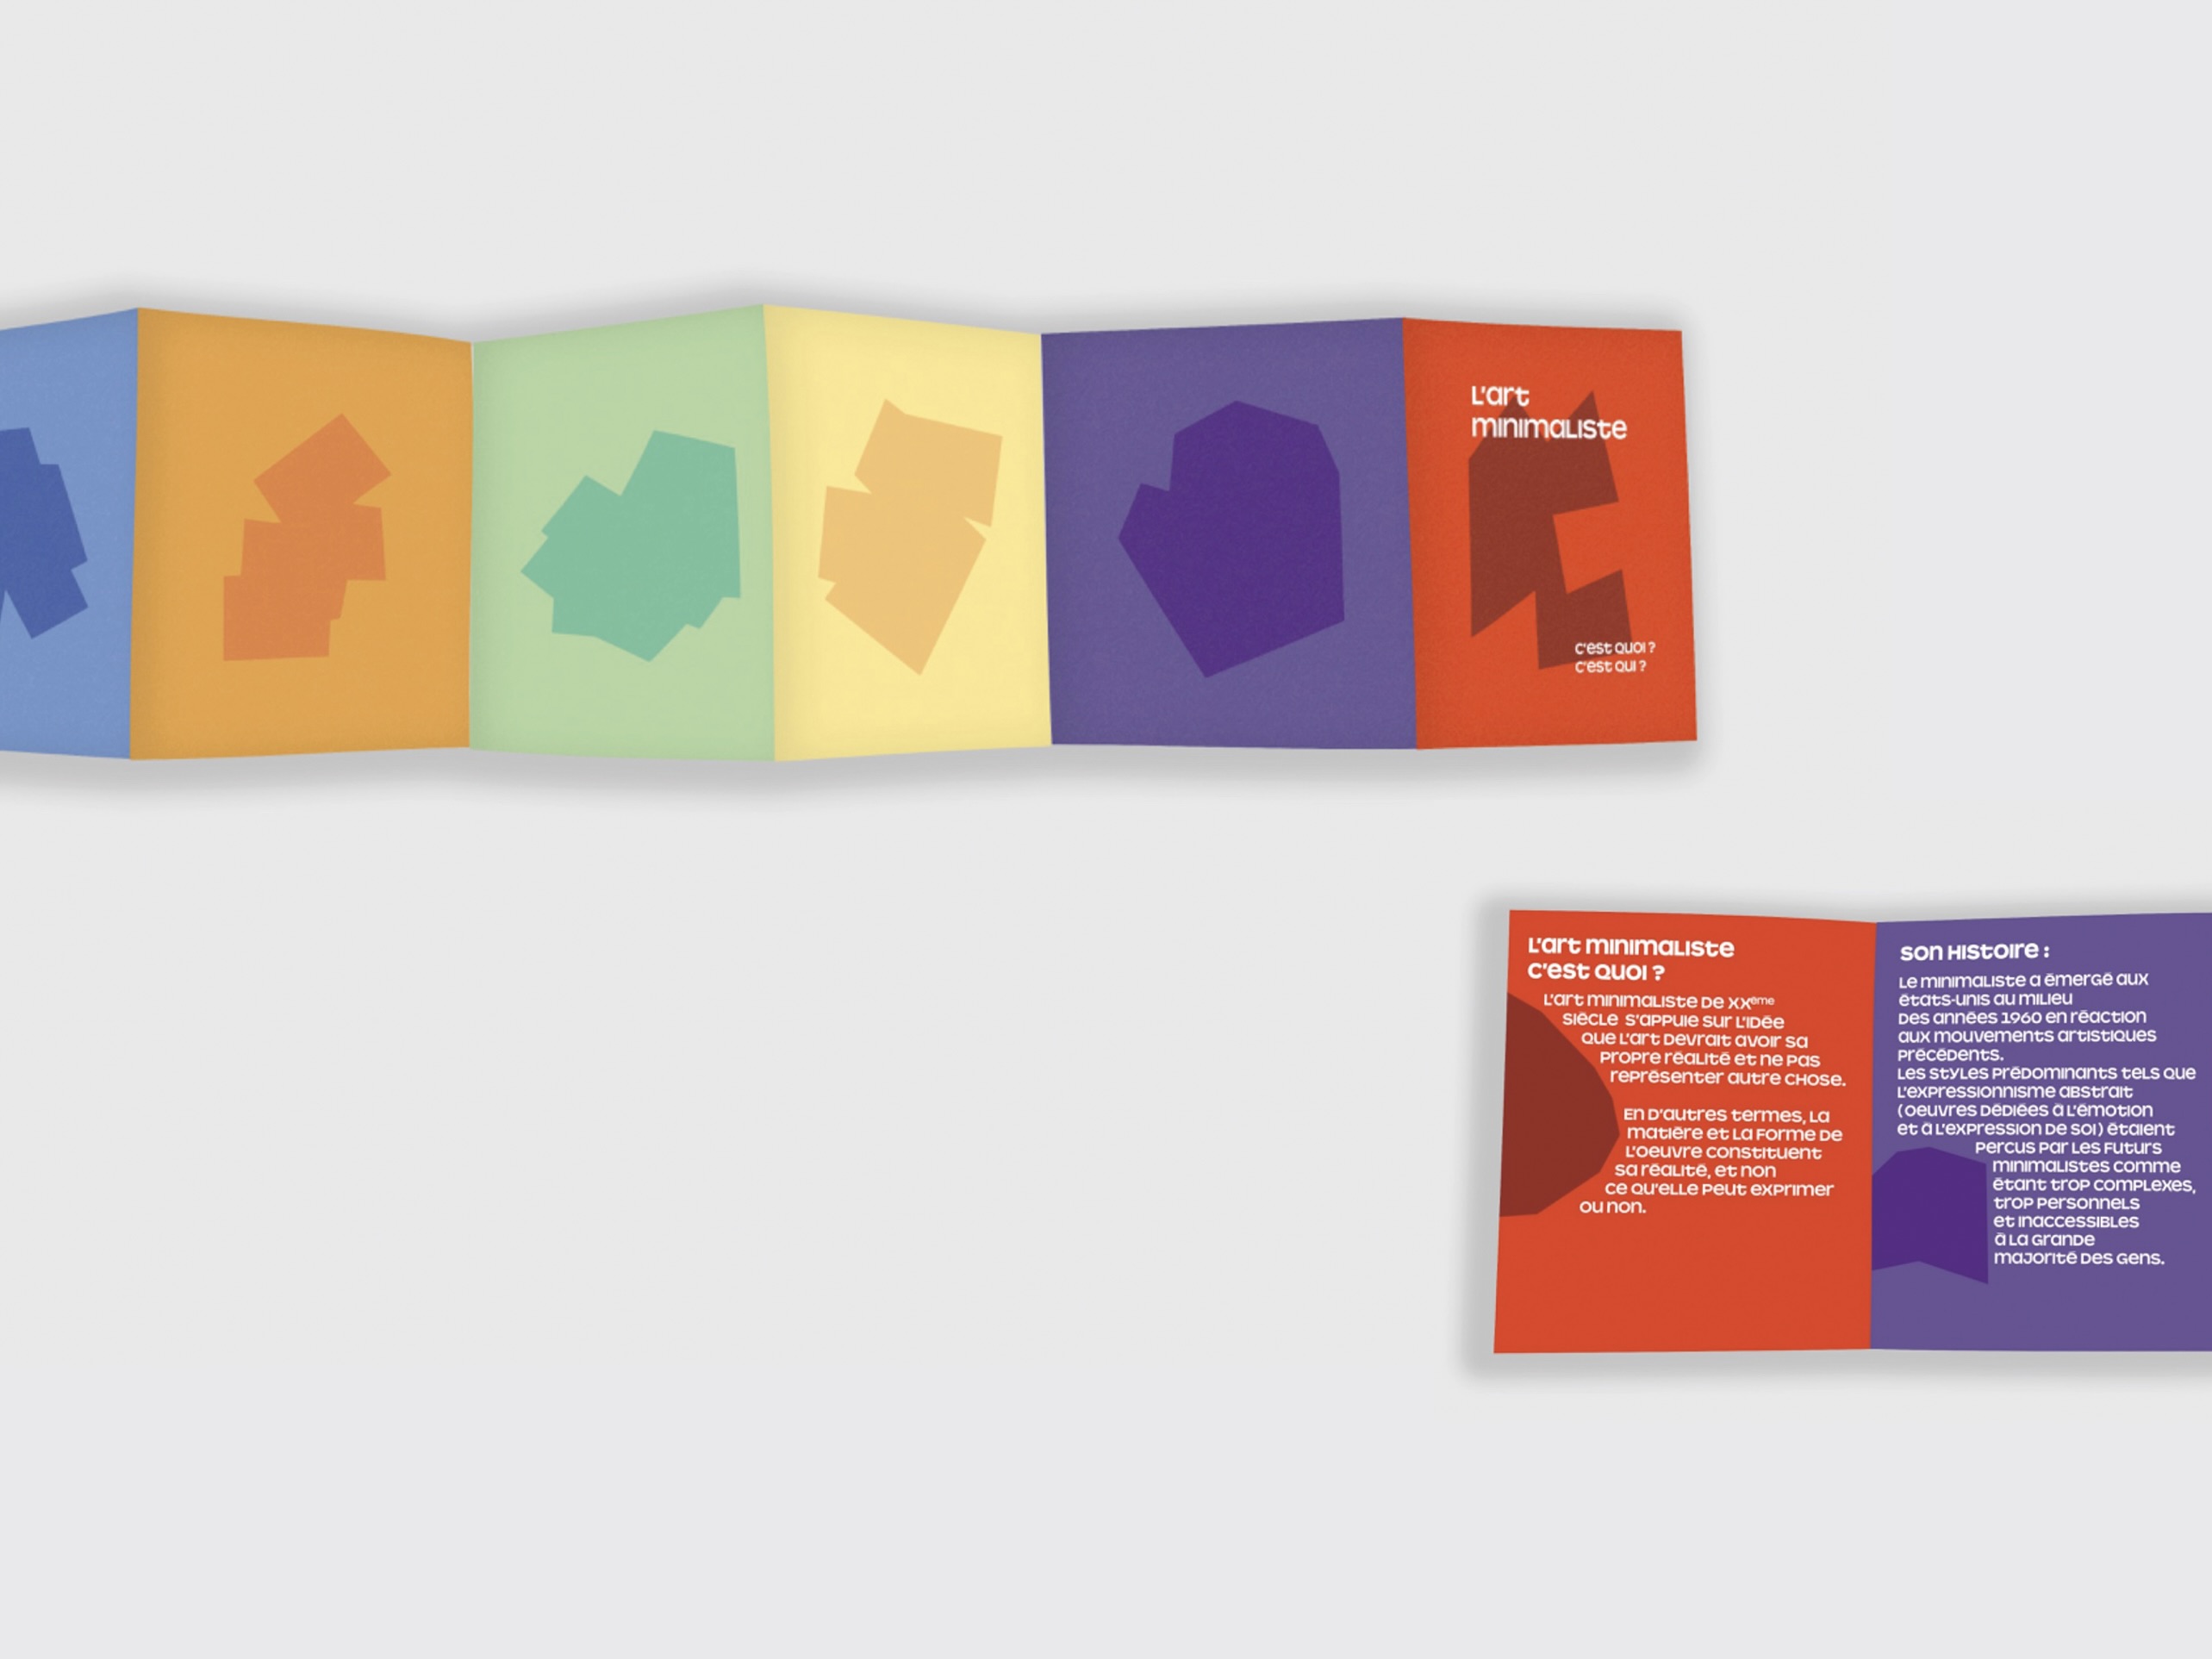 L'art
minimaliste
c'est quoi ?
c'est qui ?
L'art minimaliste
c'est quoi ?
L'art minimaliste de XXème
siècle s'appuie sur l'idée
que l'art devrait avoir sa
propre réalité et ne pas
représenter autre chose.
En d'autres termes, la
matière et la forme de
l'oeuvre constituent
sa réalité, et non
ce qu'elle peut exprimer
ou non.
son histoire :
Le minimaliste a émergé aux
états-unis au milieu
des années 1960 en réaction
aux mouvements artistiques
précédents.
Les styles prédominants tels que
l'expressionnisme abstrait
(oeuvres dédiées à l'émotion
et à l'expression de soi) étaient
percus par les futurs
minimalistes comme
étant trop complexes,
trop personnels
et inaccessibles
à la grande
majorité des gens.